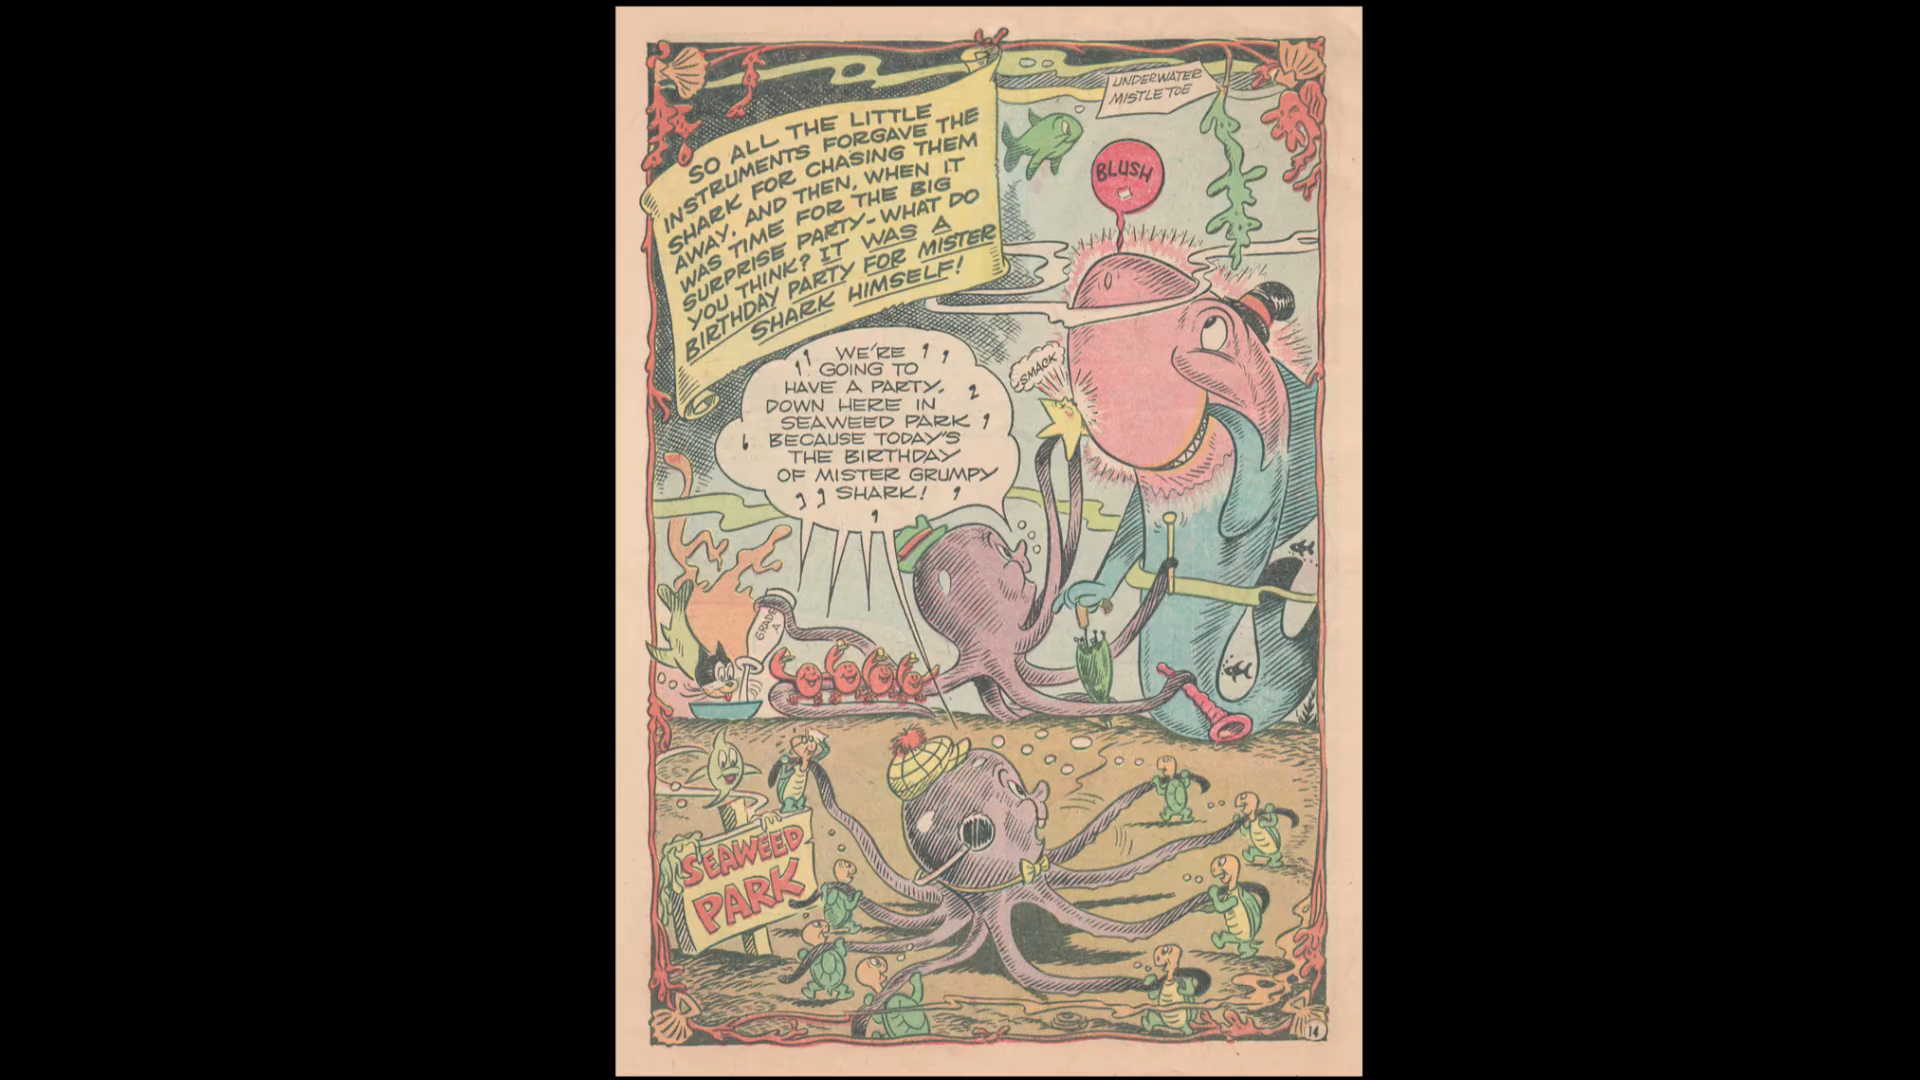 SO ALL THE LITTLE
INSTRUMENTS FORGAVE THE
SHARK FOR CHASING THEM
AWAY. AND THEN, WHEN IT
WAS TIME FOR THE BIG
SURPRISE PARTY-WHAT DO
YOU THINK? IT WAS A
BIRTHDAY PARTY FOR MISTER
SHARK HIMSELF!
UNDERWATER
MISTLETOE
BLUSH
SMACK
WE'RE
GOING TO
HAVE A PARTY,
DOWN HERE IN
SEAWEED PARK
BECAUSE TODAY'S
THE BIRTHDAY
OF MISTER GRUMPY
SHARK!
GRADE
A
SEAWEED
PARK
14